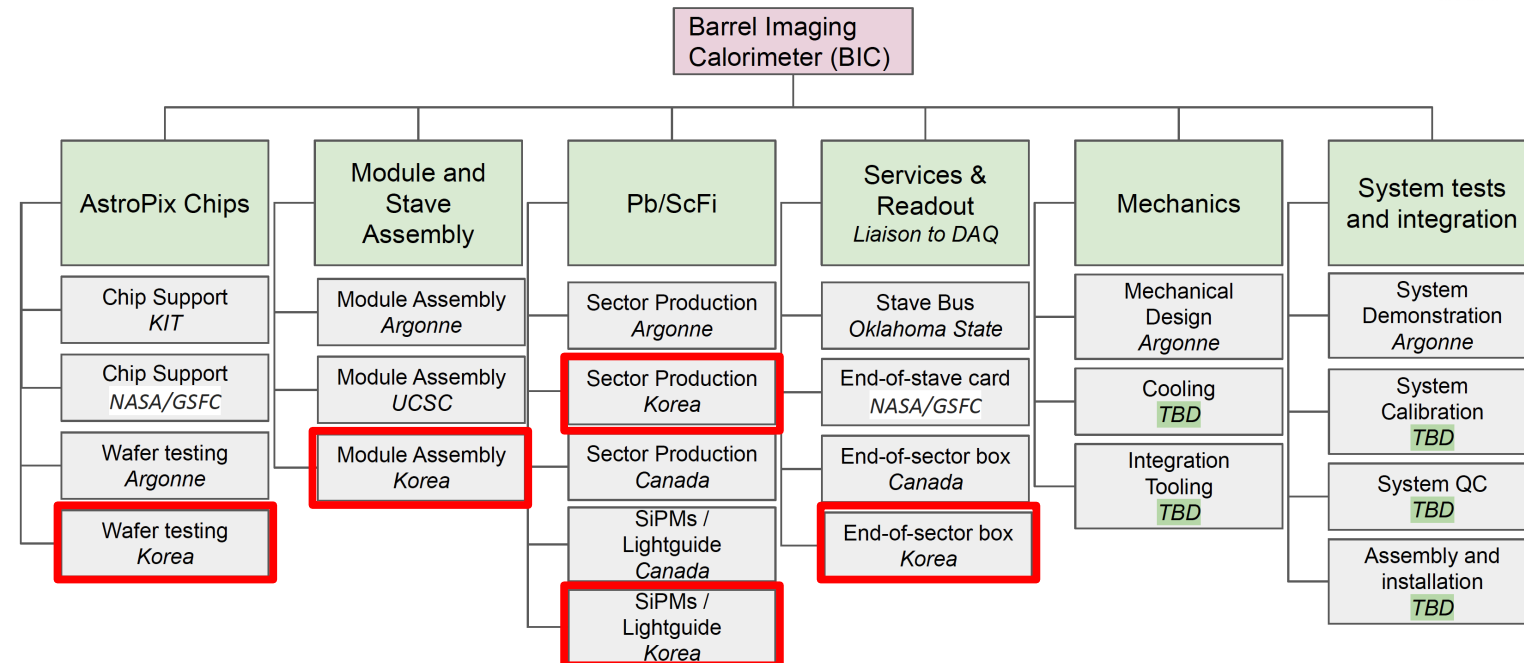 Barrel Imaging
Calorimeter (BIC)
AstroPix Chips
Chip Support
KIT
Chip Support
NASA/GSFC
Wafer testing
Argonne
Wafer testing
Korea
Module and
Stave
Assembly
Module Assembly
Argonne
Module Assembly
UCSC
Module Assembly
Korea
Pb/ScFi
Sector Production
Argonne
Sector Production
Korea
Sector Production
Canada
SiPMs /
Lightguide
Canada
SiPMs /
Lightguide
Korea
Services &
Readout
Liaison to DAQ
Stave Bus
Oklahoma State
End-of-stave card
NASA/GSFC
End-of-sector box
Canada
End-of-sector box
Korea
Mechanics
Mechanical
Design
Argonne
Cooling
TBD
Integration
Tooling
TBD
System tests
and integration
System
Demonstration
Argonne
System
Calibration
TBD
System QC
TBD
Assembly and
installation
TBD